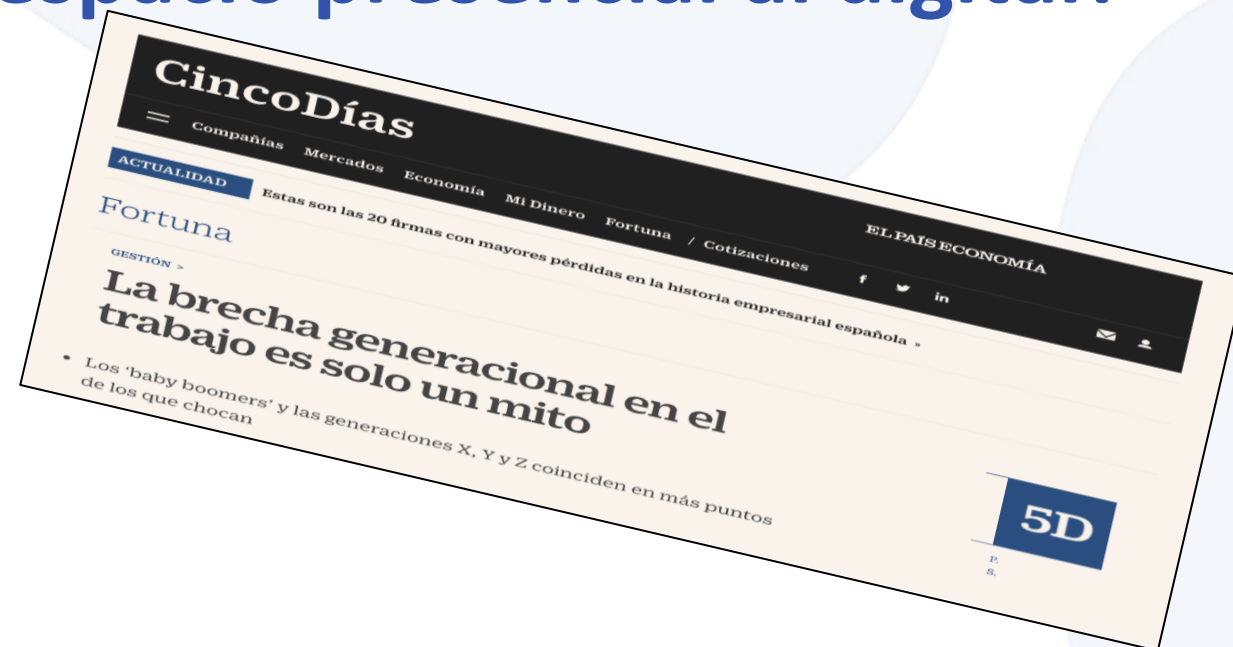 espacio presencial al digital.
CincoDías
EL PAÍS ECONOMÍA
Compañías Mercados Economía Mi Dinero Fortuna / Cotizaciones f in
ACTUALIDAD Estas son las 20 firmas con mayores pérdidas en la historia empresarial española »
Fortuna
GESTIÓN >
La brecha generacional en el
trabajo es solo un mito
• Los ‘baby boomers’ y las generaciones X, Y y Z coinciden en más puntos
de los que chocan
5D
P.
S.